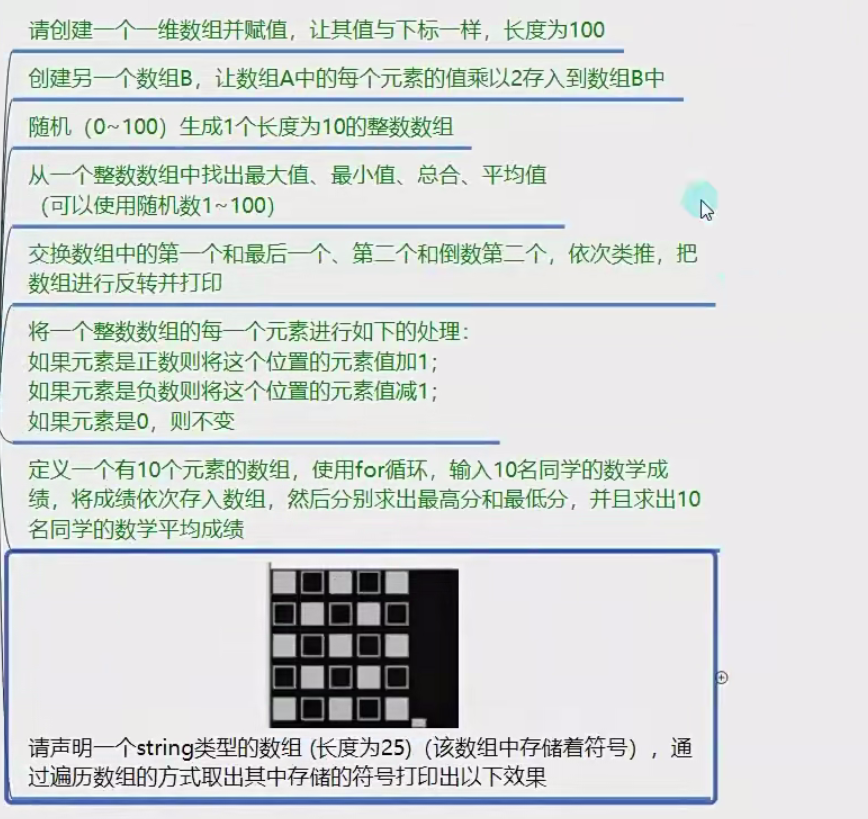 请创建一个一维数组并赋值，让其值与下标一样，长度为100
创建另一个数组B，让数组A中的每个元素的值乘以2存入到数组B中
随机（0~100）生成1个长度为10的整数数组
从一个整数数组中找出最大值、最小值、总合、平均值
（可以使用随机数1~100）
交换数组中的第一个和最后一个、第二个和倒数第二个，依次类推，把
数组进行反转并打印
将一个整数数组的每一个元素进行如下的处理：
如果元素是正数则将这个位置的元素值加1；
如果元素是负数则将这个位置的元素值减1；
如果元素是0，则不变
定义一个有10个元素的数组，使用for循环，输入10名同学的数学成
绩，将成绩依次存入数组，然后分别求出最高分和最低分，并且求出10
名同学的数学平均成绩
请声明一个string类型的数组 (长度为25)（该数组中存储着符号），通
过遍历数组的方式取出其中存储的符号打印出以下效果